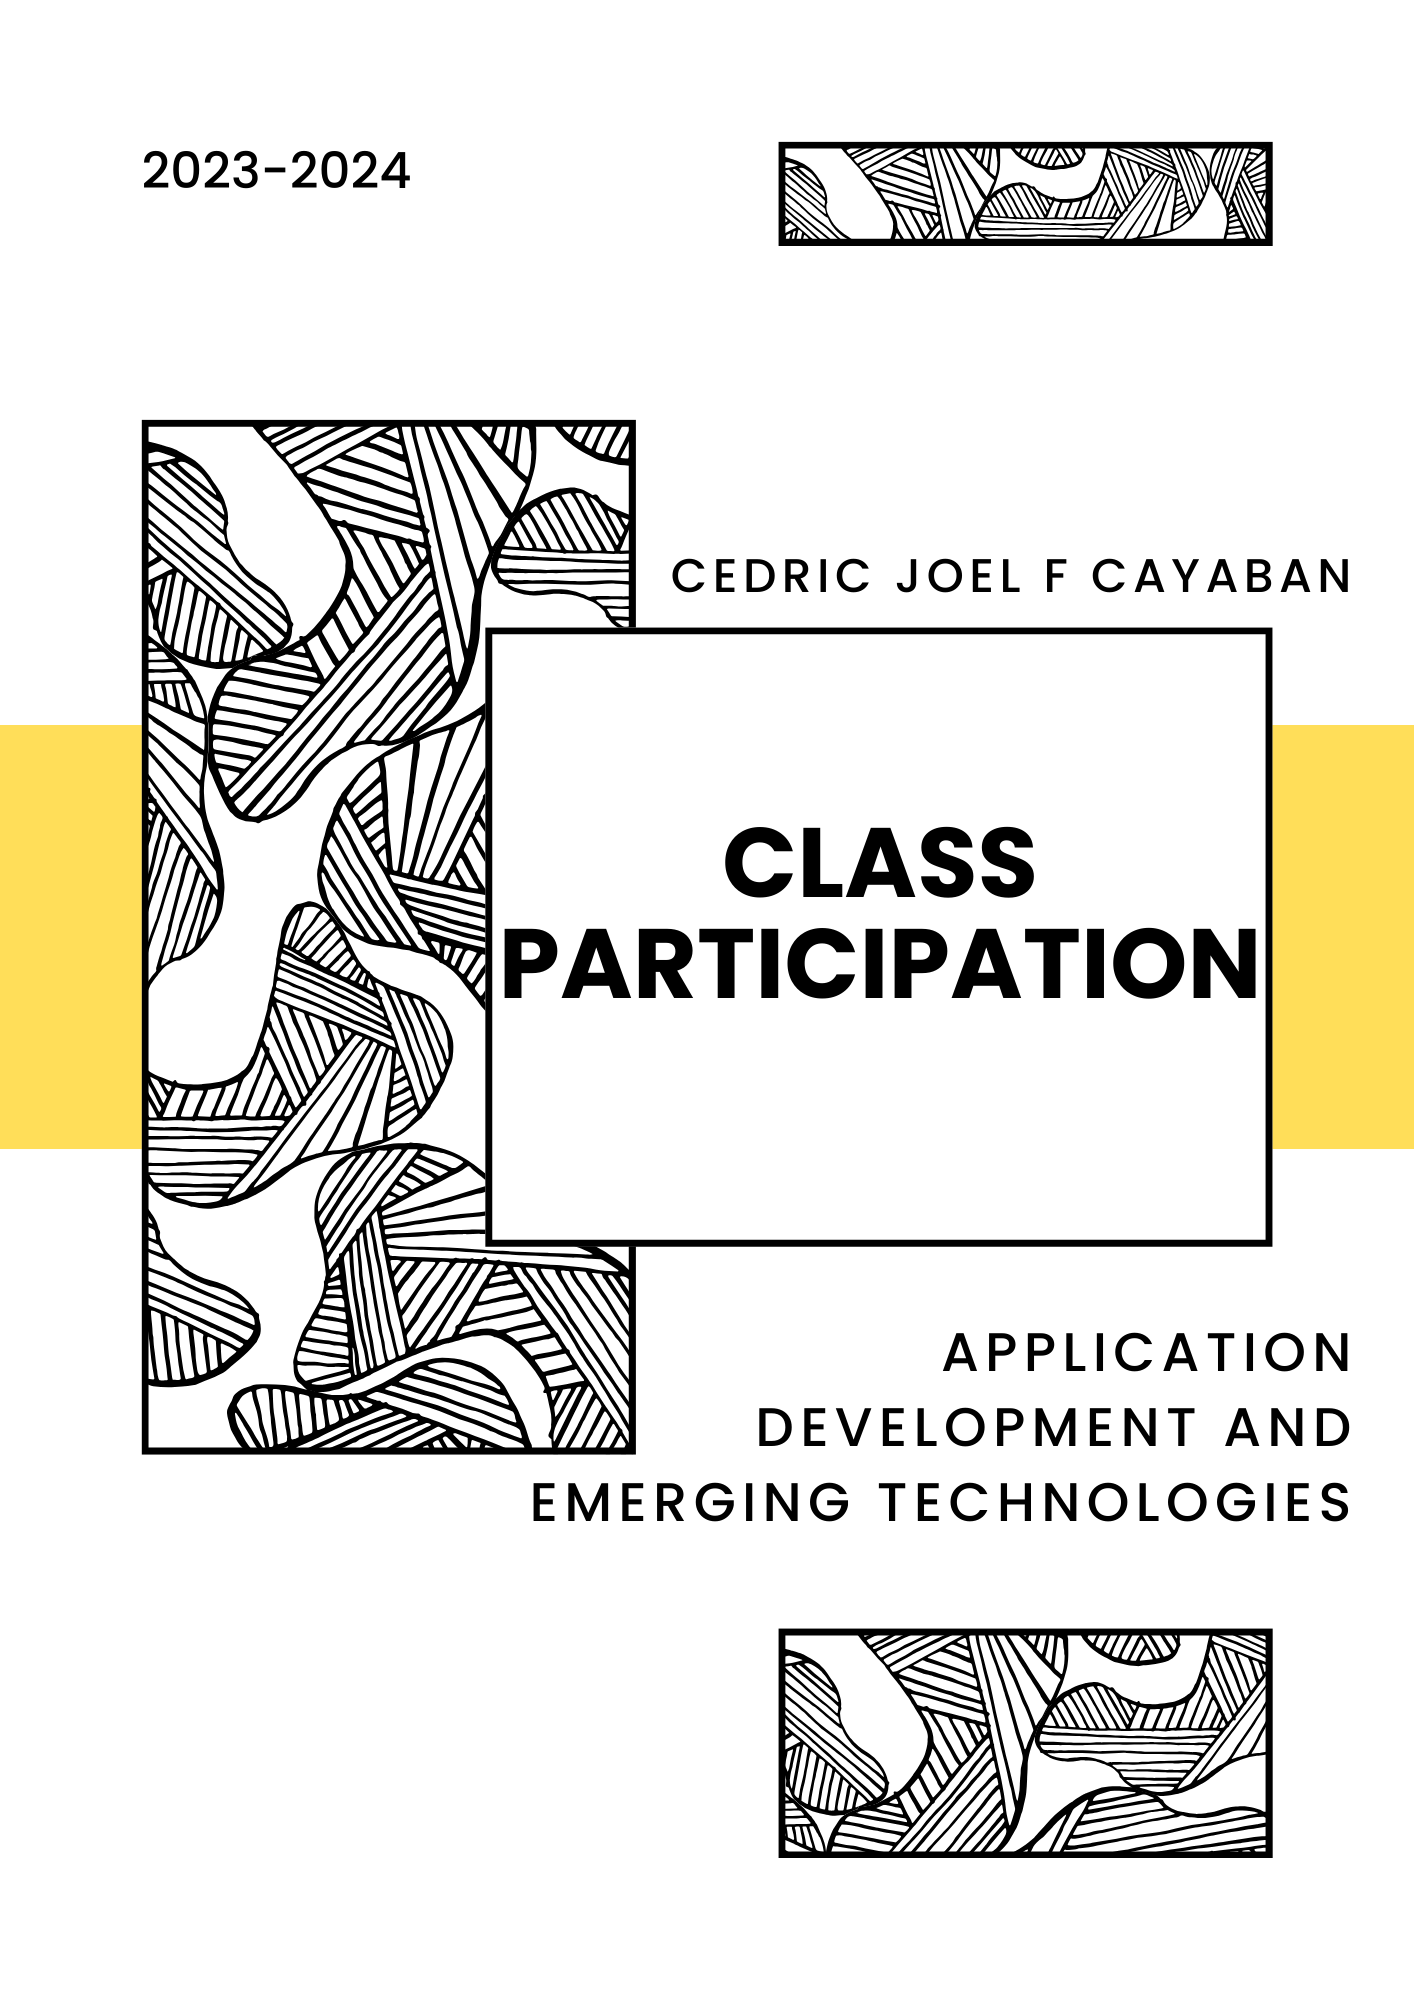 2023-2024
CEDRIC JOEL F CAYABAN
CLASS
PARTICIPATION
APPLICATION
DEVELOPMENT AND
EMERGING TECHNOLOGIES